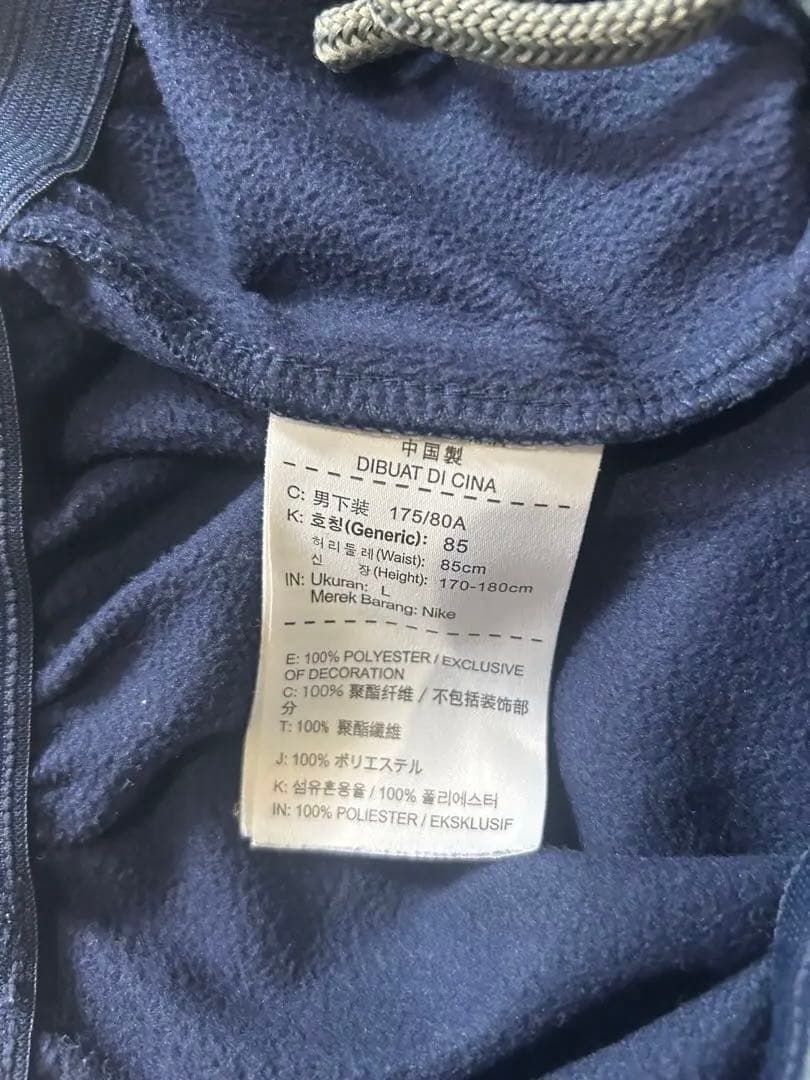 中国製
DIBUAT DI CINA
C: 男下装 175/80A
K: 호칭(Generic): 85
허리둘레(Waist): 85cm
신 장(Height): 170-180cm
IN: Ukuran: L
Merek Barang: Nike
E: 100% POLYESTER / EXCLUSIVE
OF DECORATION
C: 100% 聚酯纤维 / 不包括装饰部
分
T: 100% 聚酯纖維
J: 100% ポリエステル
K: 섬유혼용율 / 100% 폴리에스터
IN: 100% POLIESTER / EKSKLUSIF